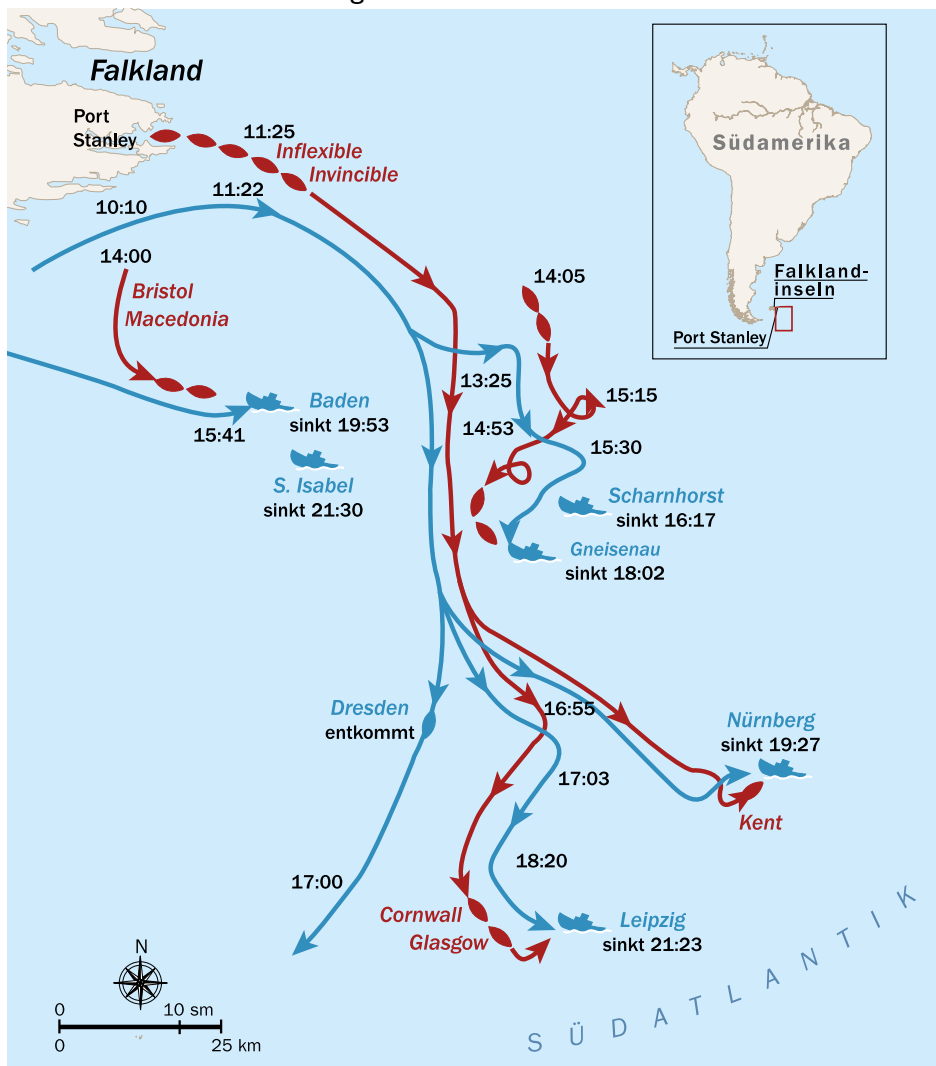 g
Falkland
Port
Stanley
11:25
Inflexible
Invincible
11:22
10:10
14:00
Bristol
Macedonia
14:05
13:25
15:15
14:53
15:30
15:41
Baden
sinkt 19:53
S. Isabel
sinkt 21:30
Scharnhorst
sinkt 16:17
Gneisenau
sinkt 18:02
Dresden
entkommt
16:55
Nürnberg
sinkt 19:27
17:03
Kent
18:20
17:00
Cornwall
Glasgow
Leipzig
sinkt 21:23
SÜDATLANTIK
N
0 10 sm
0 25 km
Südamerika
Falkland-
inseln
Port Stanley